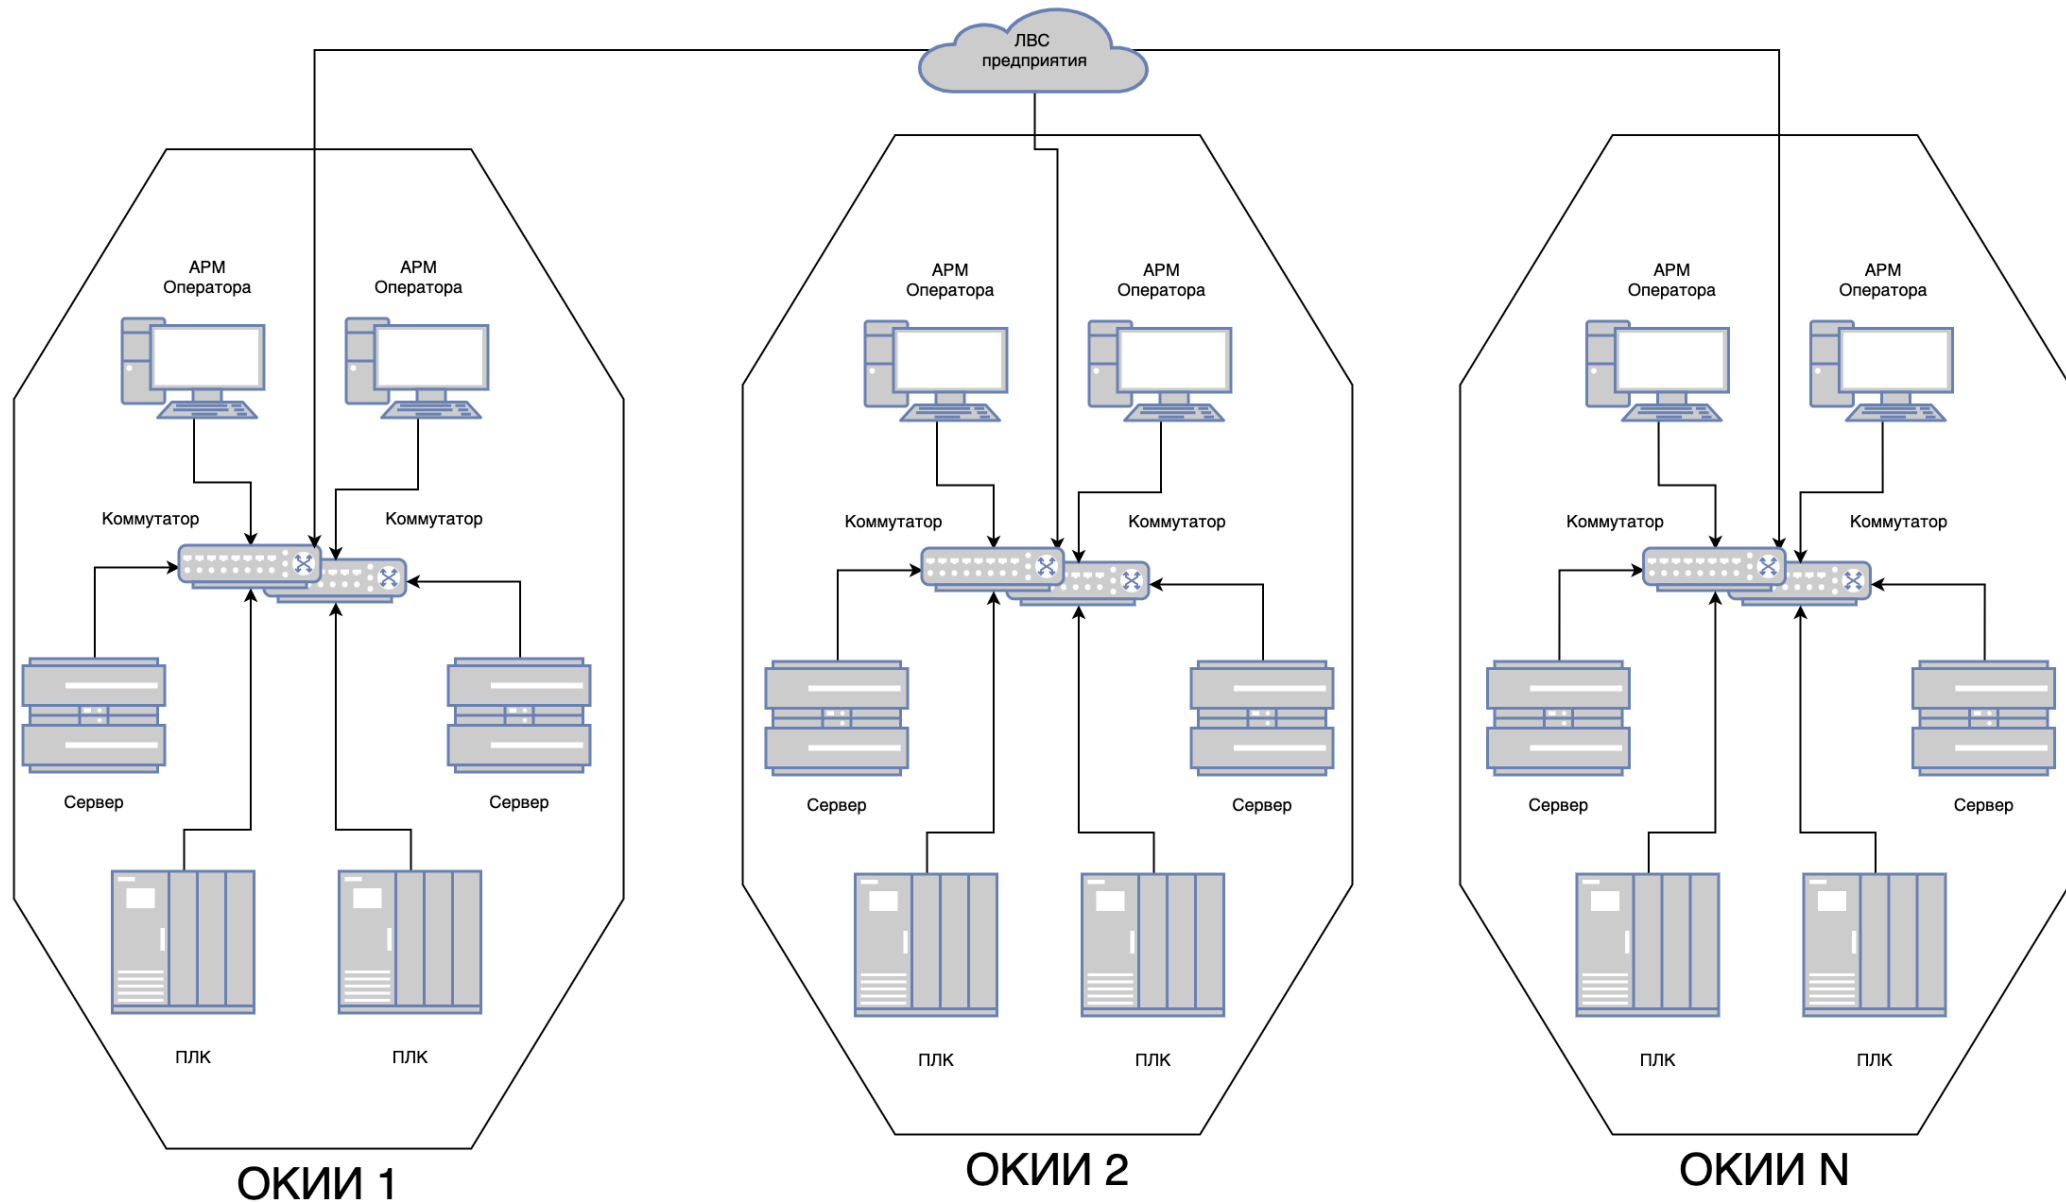 ЛВС
предприятия
АРМ
Оператора
АРМ
Оператора
Коммутатор
Коммутатор
Сервер
Сервер
ПЛК
ПЛК
ОКИИ 1
АРМ
Оператора
АРМ
Оператора
Коммутатор
Коммутатор
Сервер
Сервер
ПЛК
ПЛК
ОКИИ 2
АРМ
Оператора
АРМ
Оператора
Коммутатор
Коммутатор
Сервер
Сервер
ПЛК
ПЛК
ОКИИ N